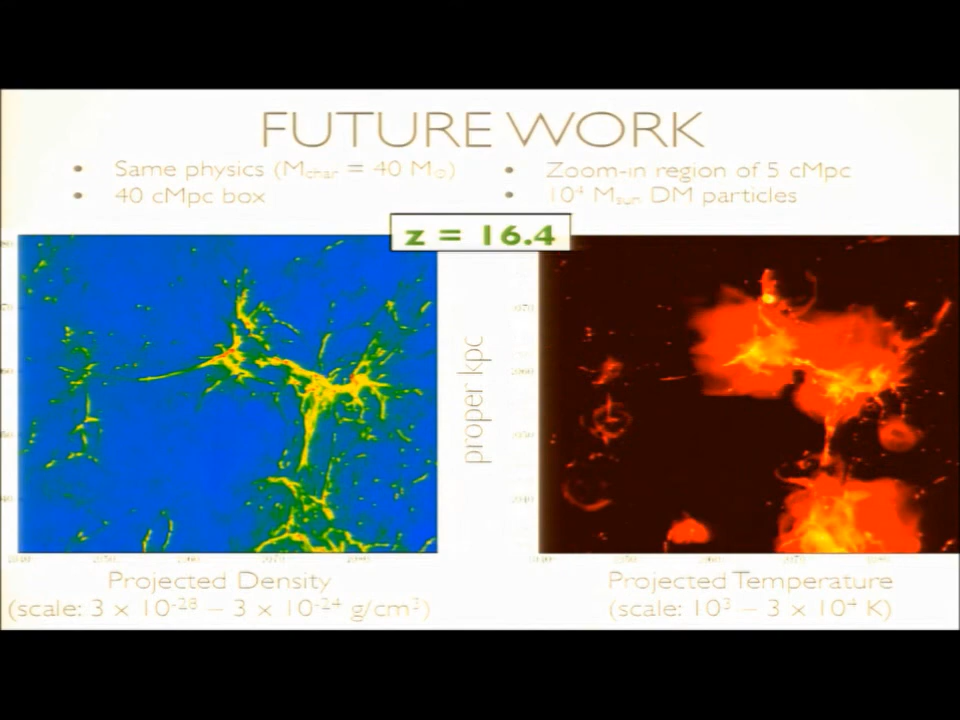 FUTURE WORK
• Same physics (Mchar = 40 M☉)
• 40 cMpc box
• Zoom-in region of 5 cMpc
• 10⁴ Msun DM particles
z = 16.4
proper kpc
Projected Density
(scale: 3 x 10⁻²⁸ – 3 x 10⁻²⁴ g/cm³)
Projected Temperature
(scale: 10³ – 3 x 10⁴ K)